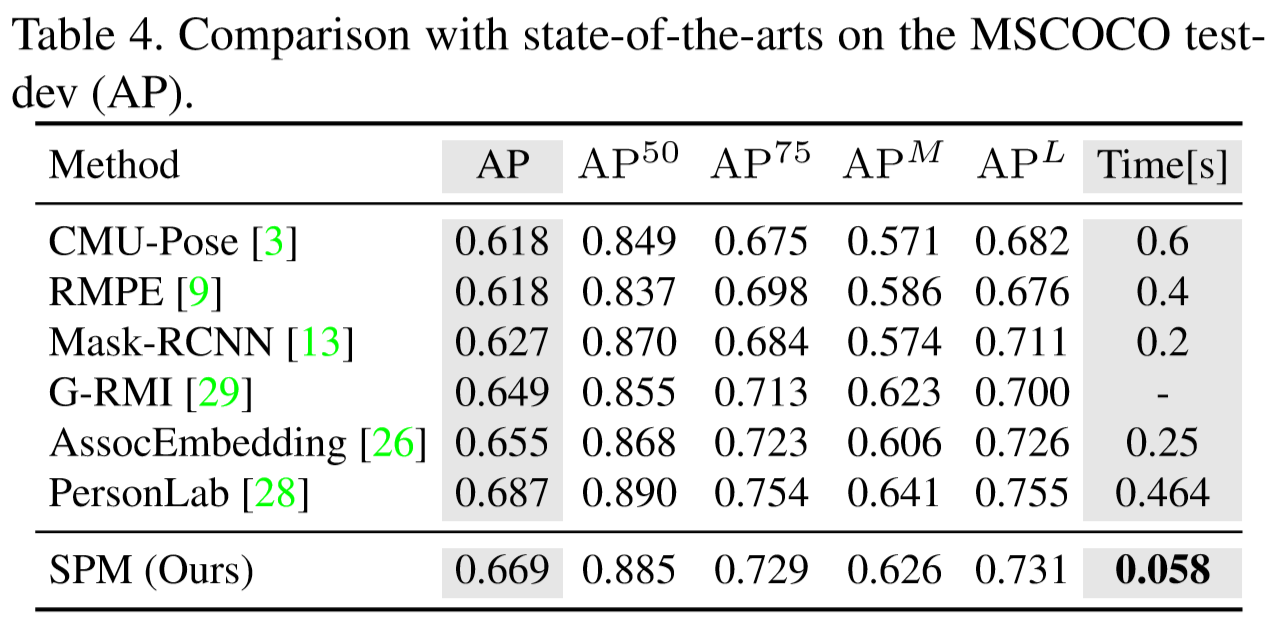 Table 4. Comparison with state-of-the-arts on the MSCOCO test-
dev (AP).
Method AP AP^50 AP^75 AP^M AP^L Time[s]
CMU-Pose [3] 0.618 0.849 0.675 0.571 0.682 0.6
RMPE [9] 0.618 0.837 0.698 0.586 0.676 0.4
Mask-RCNN [13] 0.627 0.870 0.684 0.574 0.711 0.2
G-RMI [29] 0.649 0.855 0.713 0.623 0.700 -
AssocEmbedding [26] 0.655 0.868 0.723 0.606 0.726 0.25
PersonLab [28] 0.687 0.890 0.754 0.641 0.755 0.464
SPM (Ours) 0.669 0.885 0.729 0.626 0.731 0.058